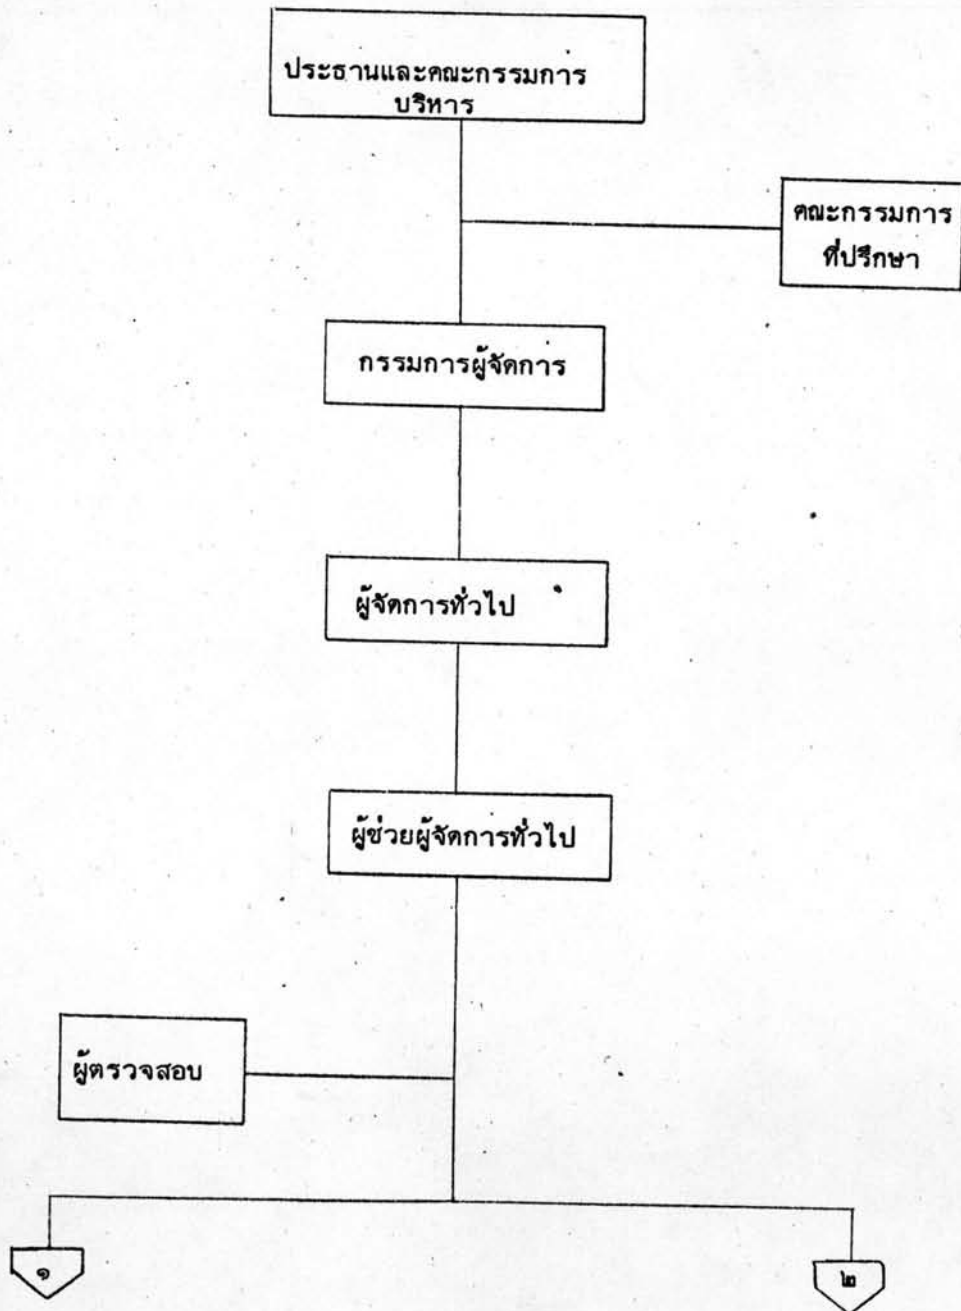 ประธานและคณะกรรมการ
บริหาร
คณะกรรมการ
ที่ปรึกษา
กรรมการผู้จัดการ
ผู้จัดการทั่วไป
ผู้ช่วยผู้จัดการทั่วไป
ผู้ตรวจสอบ
๑
๒